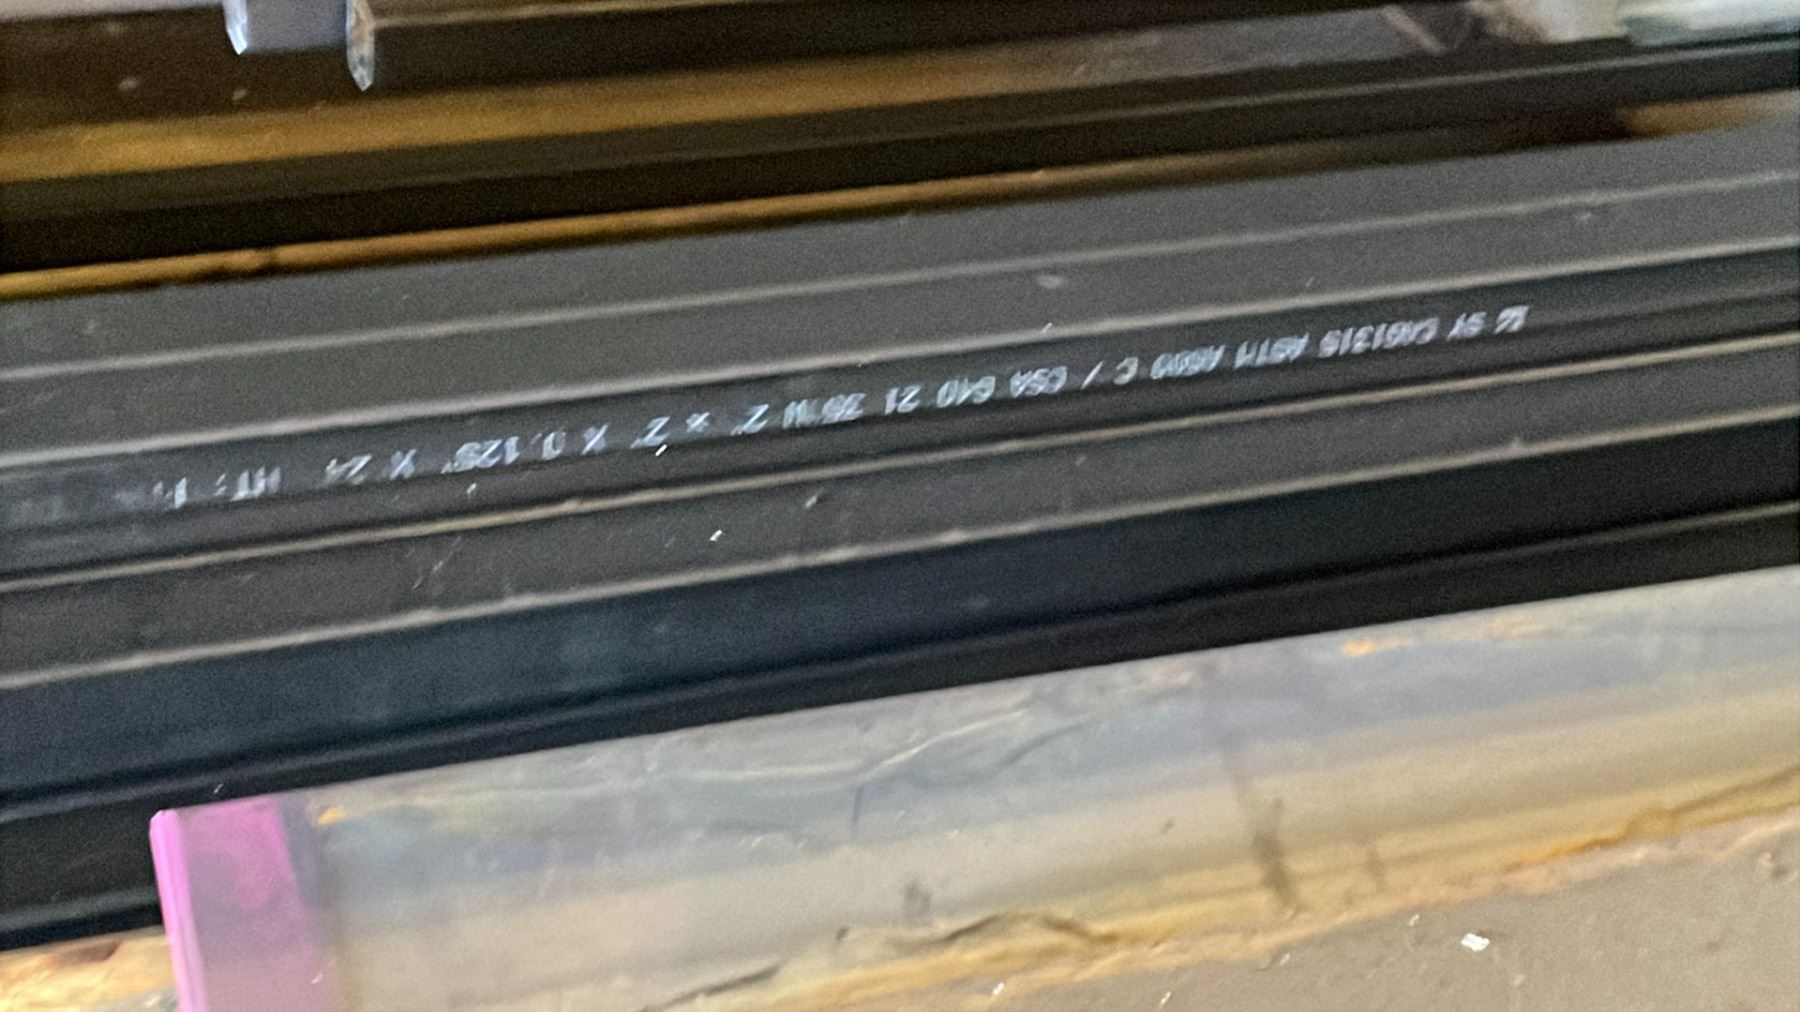 ASTM A500 C / CSA G40 21 350W 2" X 2" X 0.125" X 24' HT: